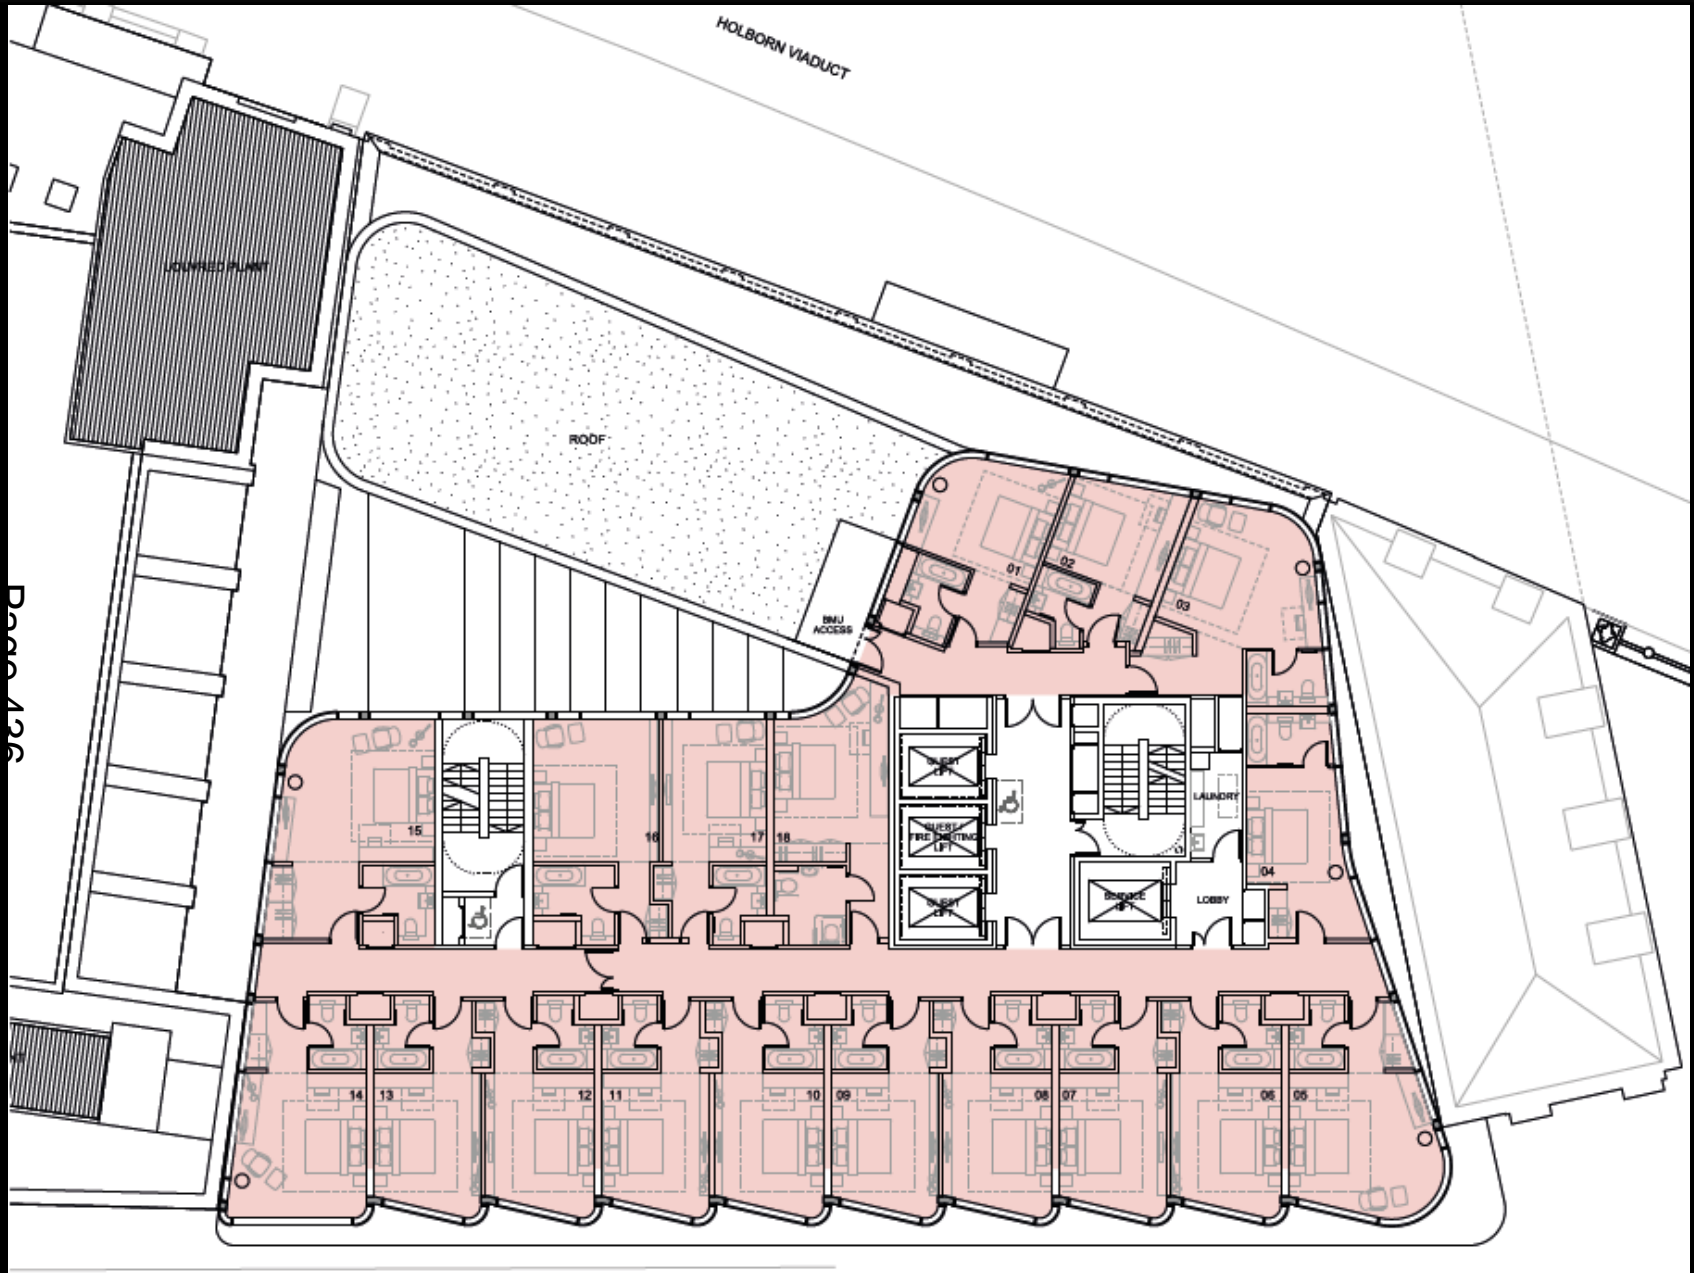 HOLBORN VIADUCT
LOUVRED PLANT
ROOF
BMU
ACCESS
01
02
03
15
16
17
18
GUEST
LIFT
GUEST /
FIRE FIGHTING
LIFT
GUEST
LIFT
LAUNDRY
04
SERVICE
LIFT
LOBBY
14
13
12
11
10
09
08
07
06
05
Page 436